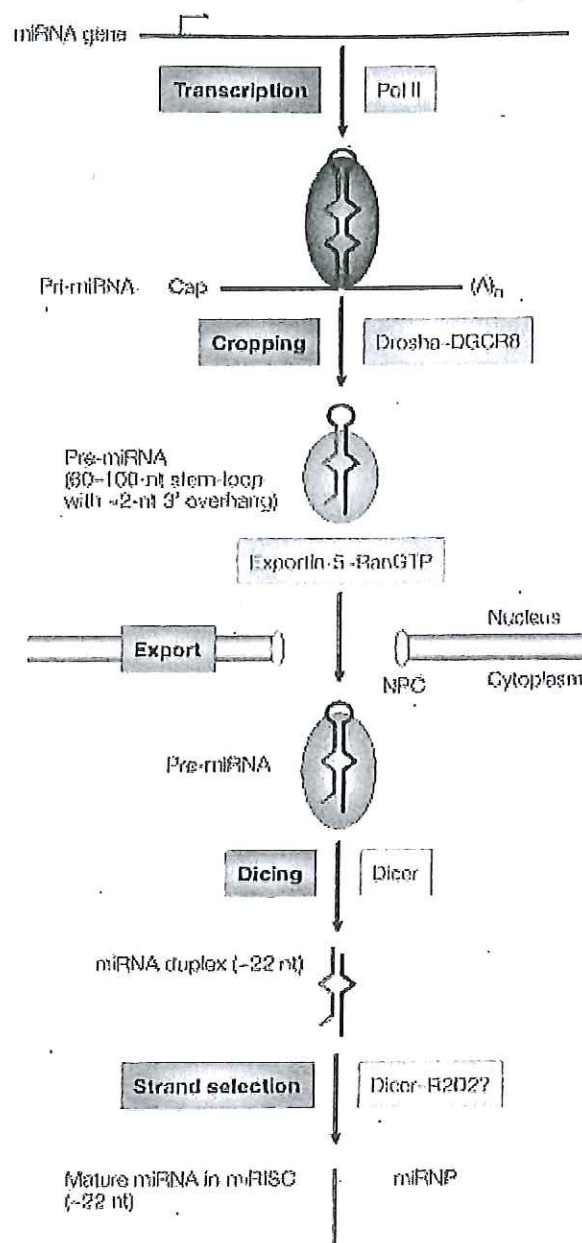 miRNA gene
Transcription
Pol II
Pri-miRNA
Cap
(A)n
Cropping
Drosha-DGCR8
Pre-miRNA
(60-100-nt stem-loop
with ~2-nt 3' overhang)
Exportin-5-RanGTP
Export
Nucleus
NPC
Cytoplasm
Pre-miRNA
Dicing
Dicer
miRNA duplex (~22 nt)
Strand selection
Dicer-R2D2?
Mature miRNA in miRISC
(~22 nt)
miRNP